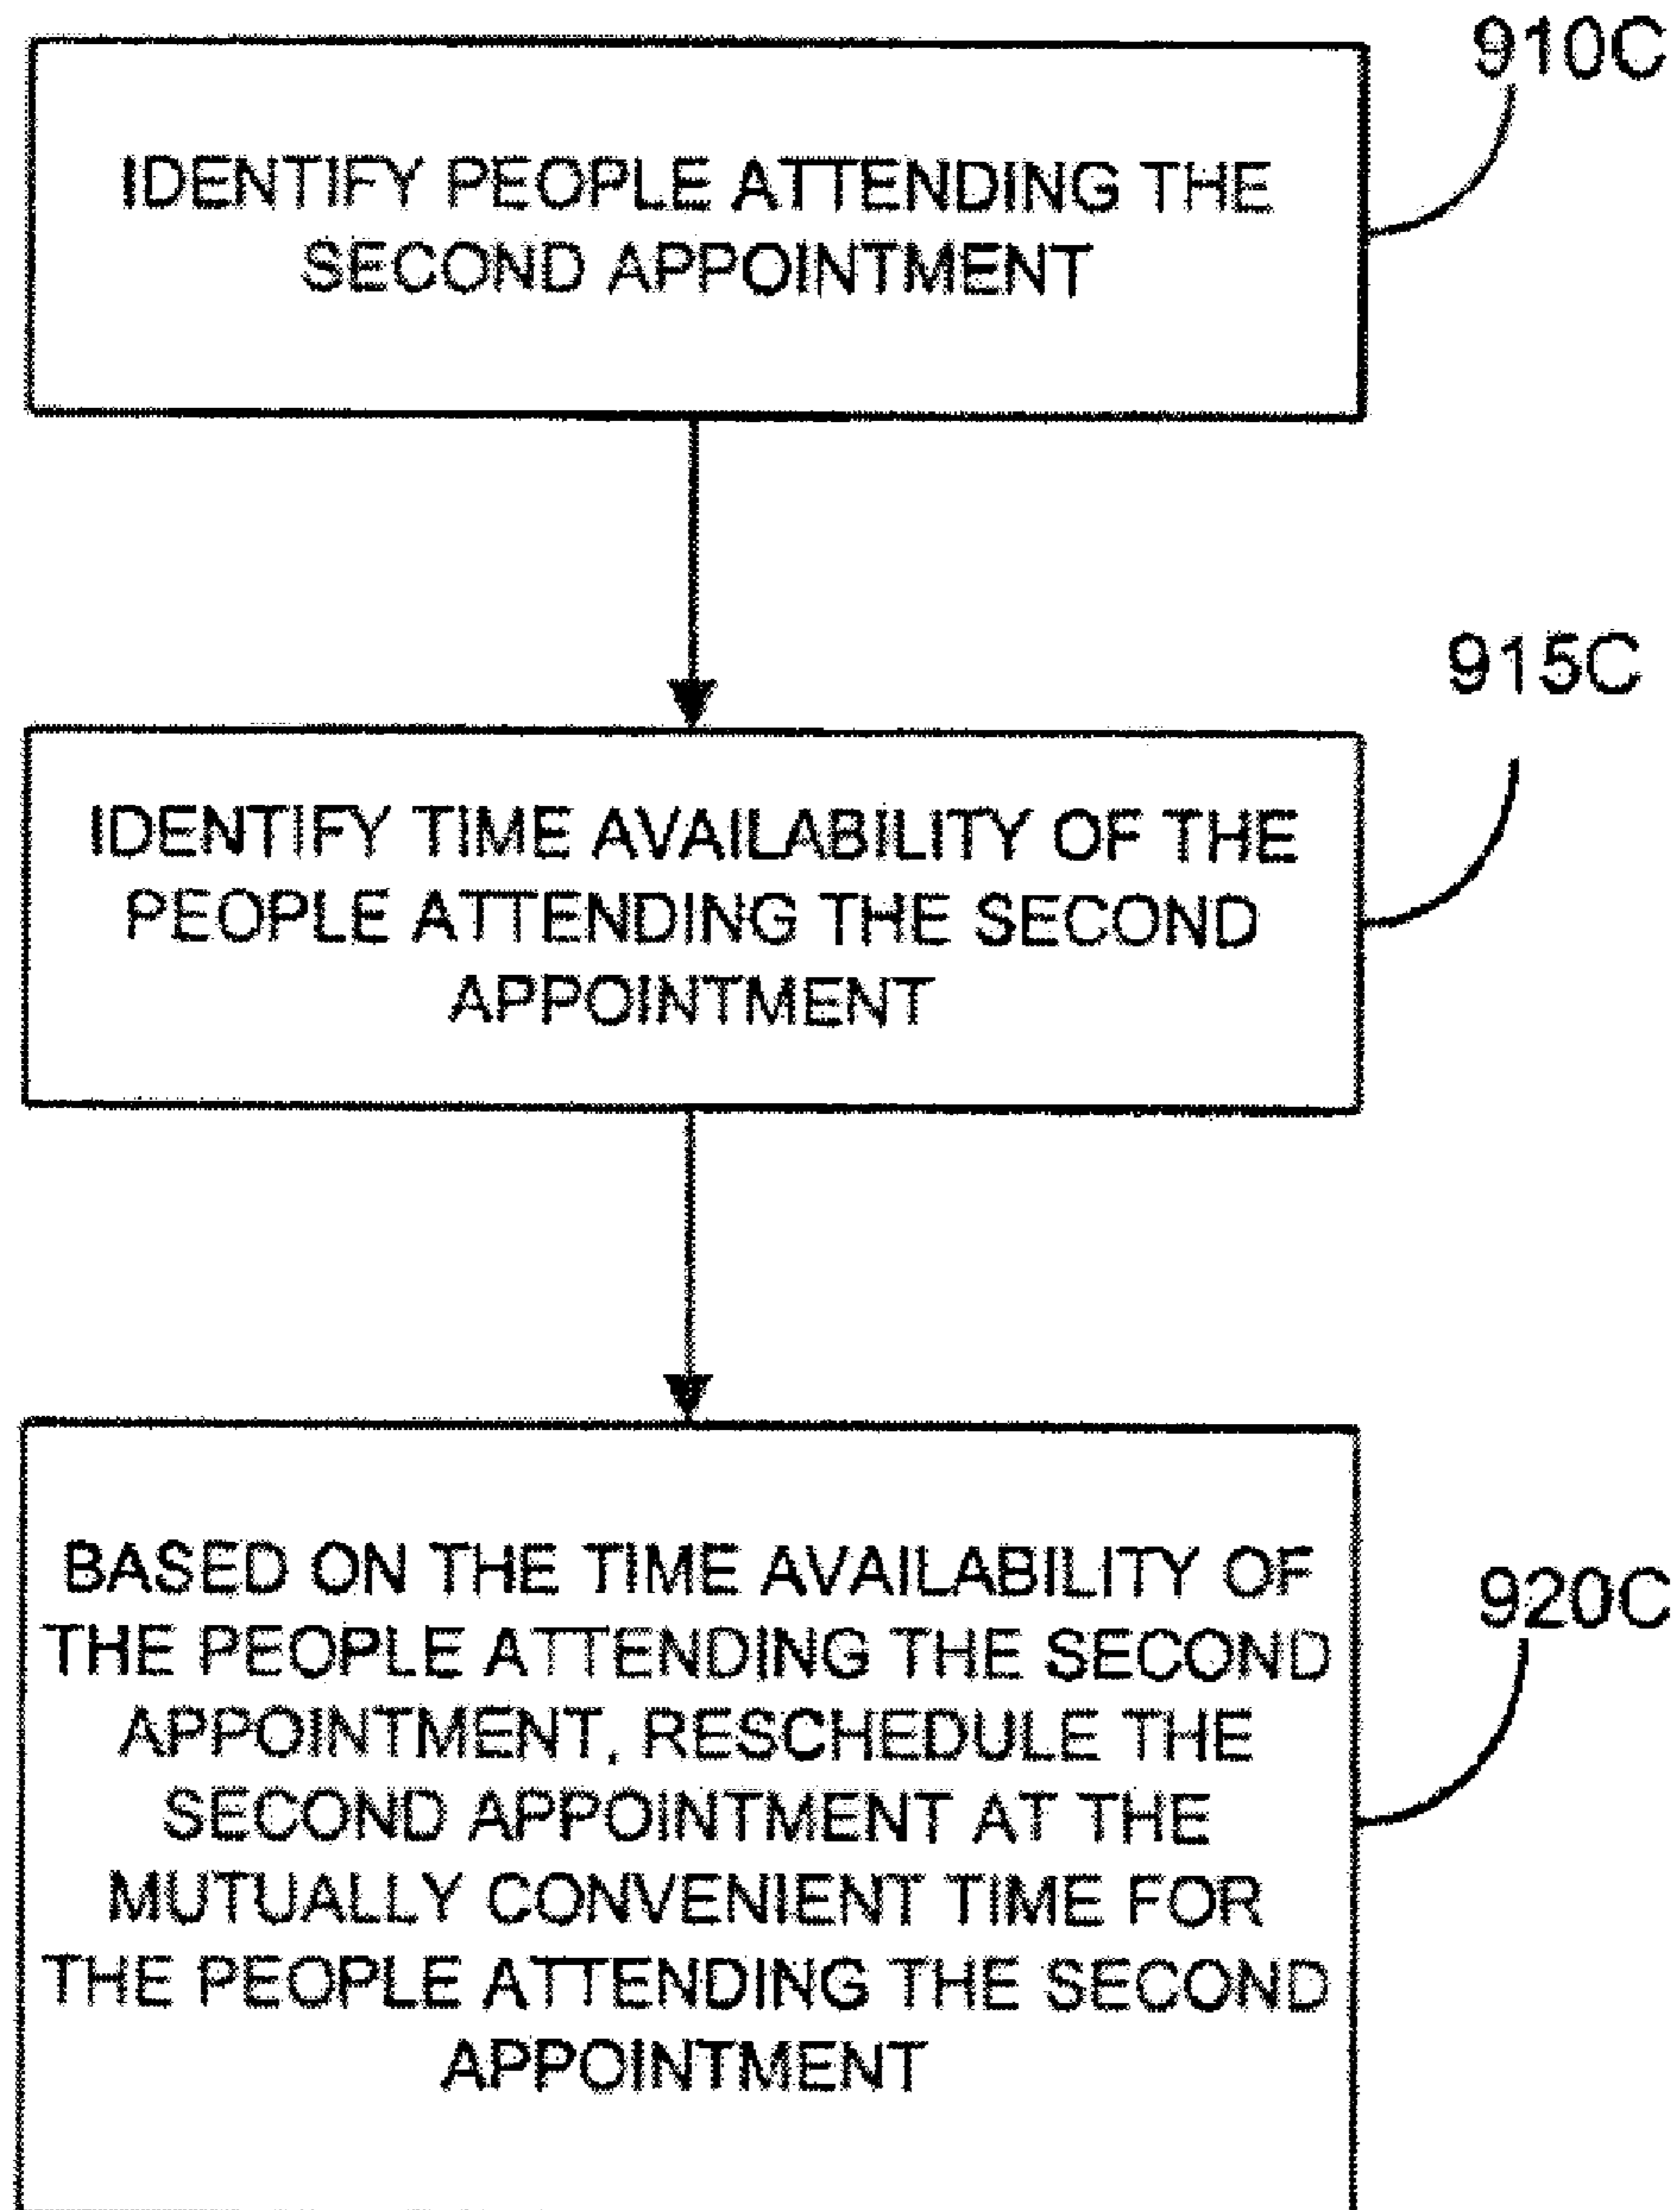 910C
IDENTIFY PEOPLE ATTENDING THE
SECOND APPOINTMENT
915C
IDENTIFY TIME AVAILABILITY OF THE
PEOPLE ATTENDING THE SECOND
APPOINTMENT
920C
BASED ON THE TIME AVAILABILITY OF
THE PEOPLE ATTENDING THE SECOND
APPOINTMENT, RESCHEDULE THE
SECOND APPOINTMENT AT THE
MUTUALLY CONVENIENT TIME FOR
THE PEOPLE ATTENDING THE SECOND
APPOINTMENT